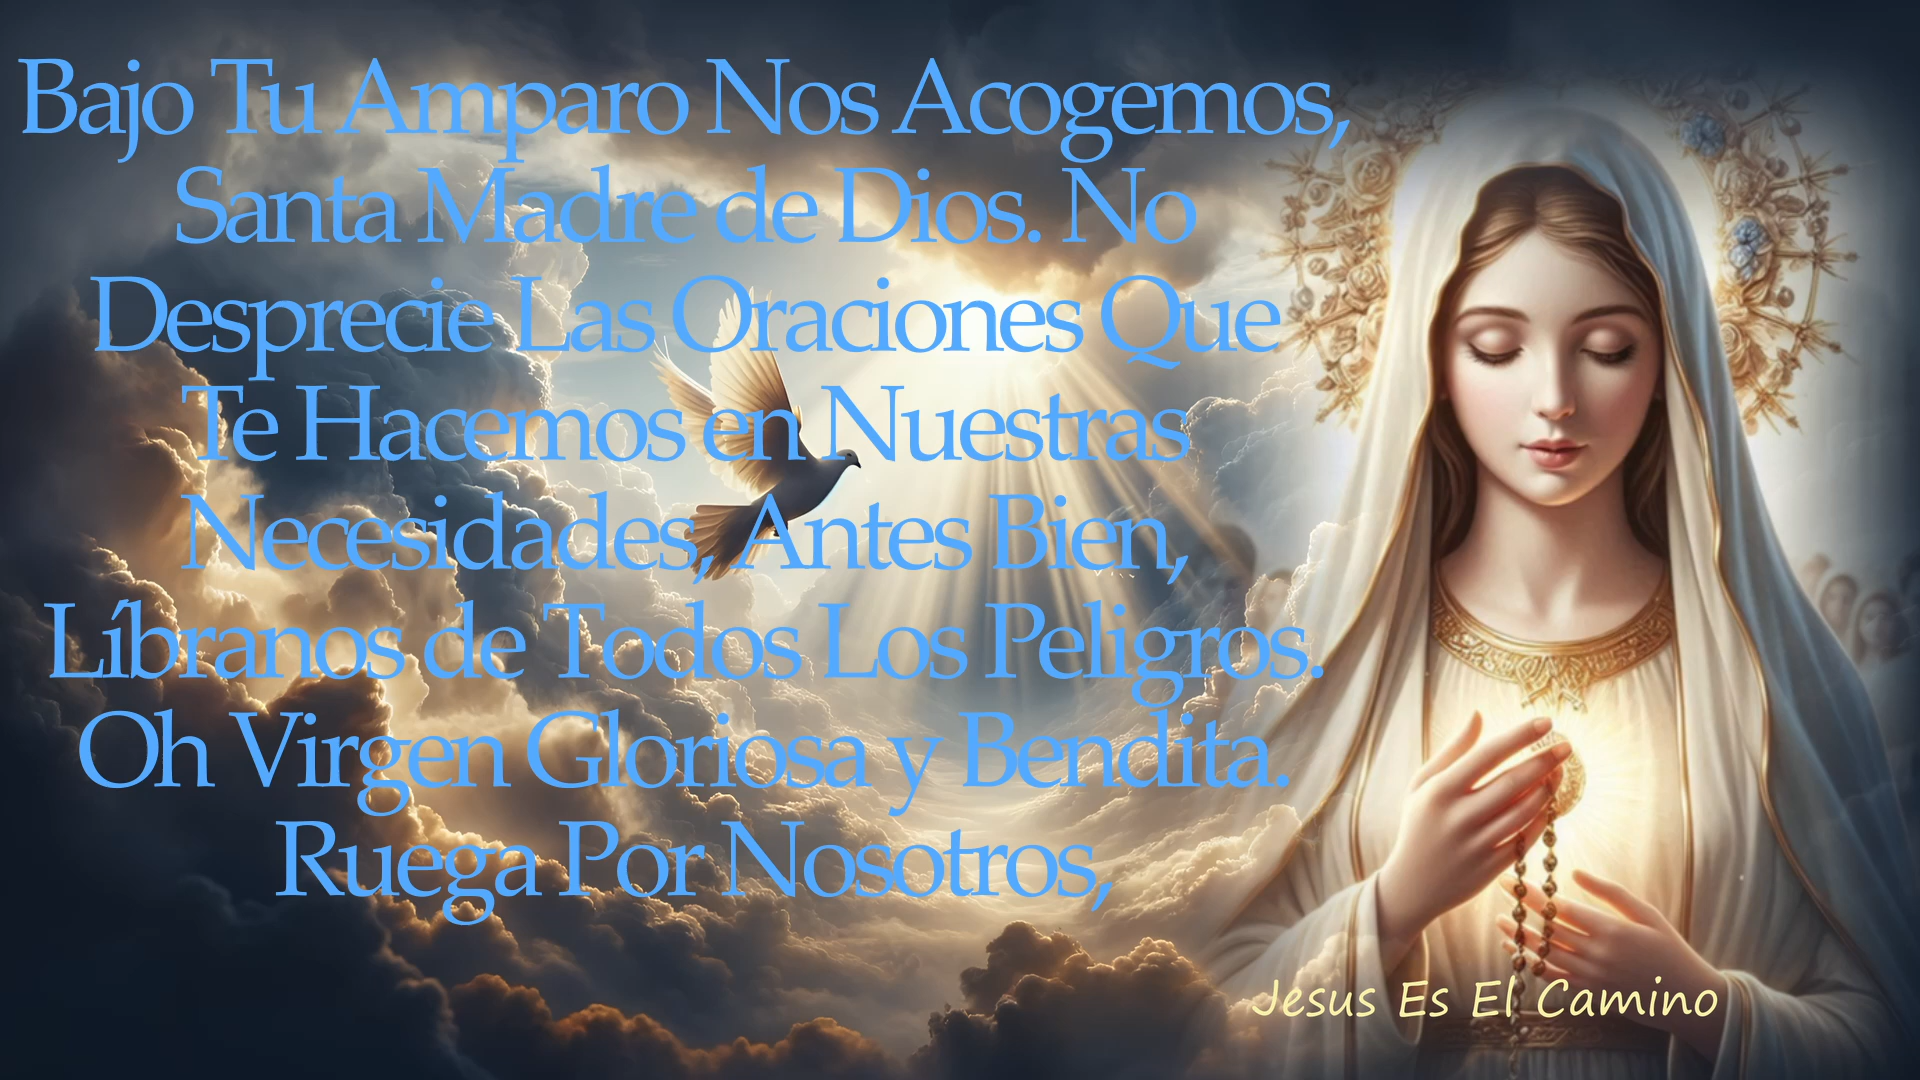 Bajo Tu Amparo Nos Acogemos,
Santa Madre de Dios. No
Desprecie Las Oraciones Que
Te Hacemos en Nuestras
Necesidades, Antes Bien,
Líbranos de Todos Los Peligros.
Oh Virgen Gloriosa y Bendita.
Ruega Por Nosotros,
Jesus Es El Camino